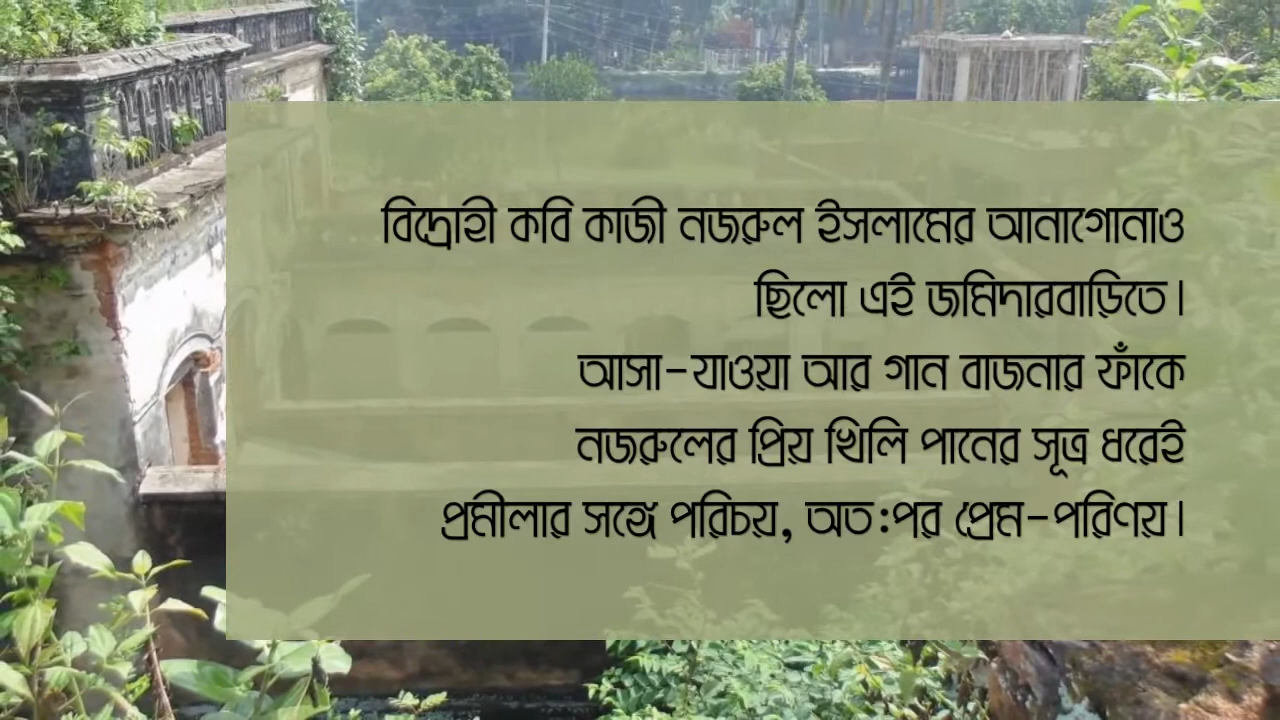 বিদ্রোহী কবি কাজী নজরুল ইসলামের আনাগোনাও
ছিলো এই জমিদারবাড়িতে।
আসা-যাওয়া আর গান বাজনার ফাঁকে
নজরুলের প্রিয় খিলি পানের সূত্র ধরেই
প্রমীলার সঙ্গে পরিচয়, অত:পর প্রেম-পরিণয়।